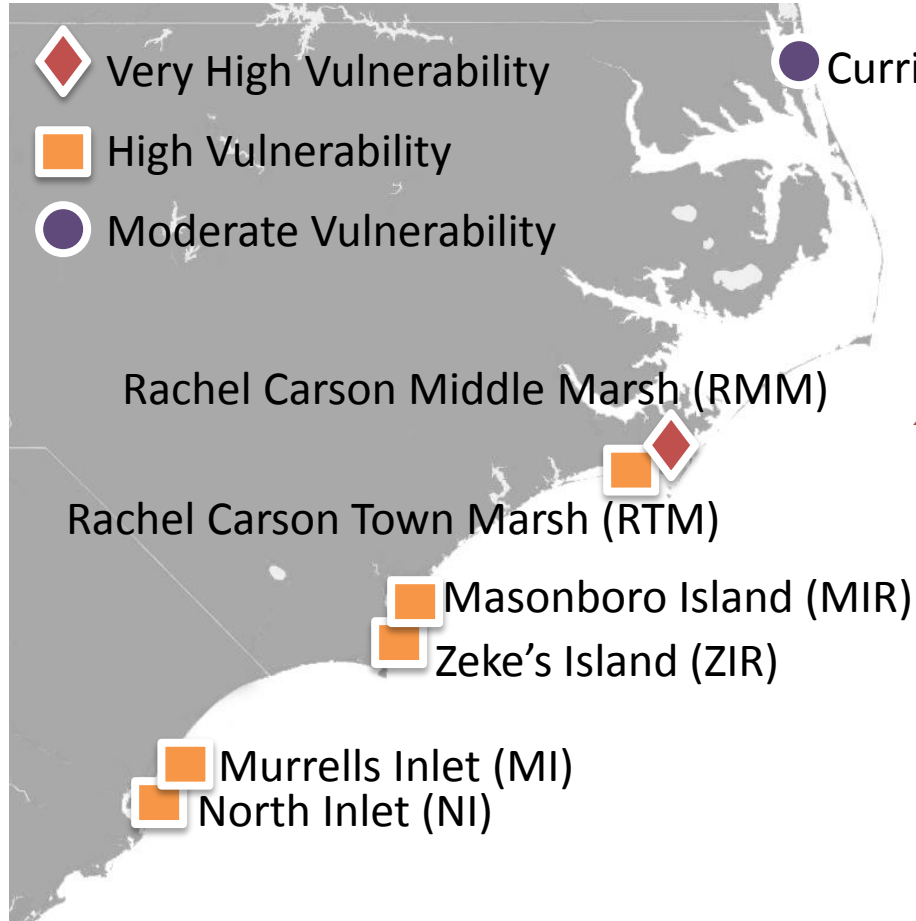 Very High Vulnerability
High Vulnerability
Moderate Vulnerability
Rachel Carson Middle Marsh (RMM)
Rachel Carson Town Marsh (RTM)
Masonboro Island (MIR)
Zeke’s Island (ZIR)
Murrells Inlet (MI)
North Inlet (NI)